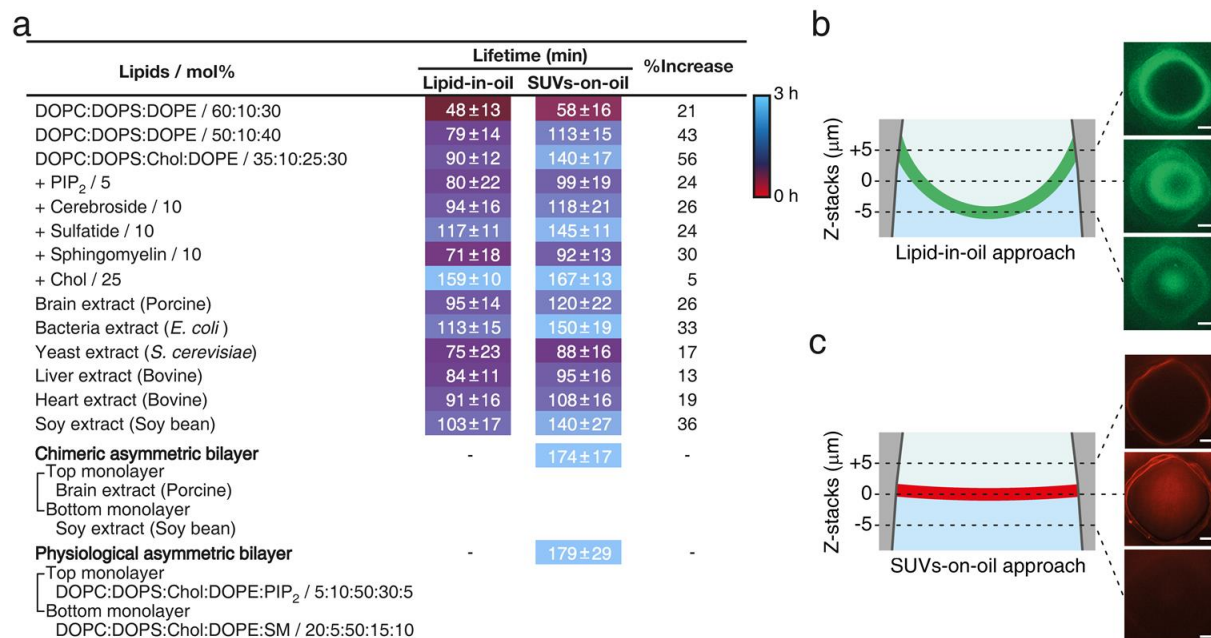 a
Lipids / mol%
Lifetime (min)
%Increase
Lipid-in-oil SUVs-on-oil
DOPC:DOPS:DOPE / 60:10:30 48±13 58±16 21
DOPC:DOPS:DOPE / 50:10:40 79±14 113±15 43
DOPC:DOPS:Chol:DOPE / 35:10:25:30 90±12 140±17 56
+ PIP₂ / 5 80±22 99±19 24
+ Cerebroside / 10 94±16 118±21 26
+ Sulfatide / 10 117±11 145±11 24
+ Sphingomyelin / 10 71±18 92±13 30
+ Chol / 25 159±10 167±13 5
Brain extract (Porcine) 95±14 120±22 26
Bacteria extract (E. coli ) 113±15 150±19 33
Yeast extract (S. cerevisiae) 75±23 88±16 17
Liver extract (Bovine) 84±11 95±16 13
Heart extract (Bovine) 91±16 108±16 19
Soy extract (Soy bean) 103±17 140±27 36
Chimeric asymmetric bilayer - 174±17 -
Top monolayer
Brain extract (Porcine)
Bottom monolayer
Soy extract (Soy bean)
Physiological asymmetric bilayer - 179±29 -
Top monolayer
DOPC:DOPS:Chol:DOPE:PIP₂ / 5:10:50:30:5
Bottom monolayer
DOPC:DOPS:Chol:DOPE:SM / 20:5:50:15:10
3 h
0 h
b
Z-stacks (μm)
+5
0
-5
Lipid-in-oil approach
c
Z-stacks (μm)
+5
0
-5
SUVs-on-oil approach